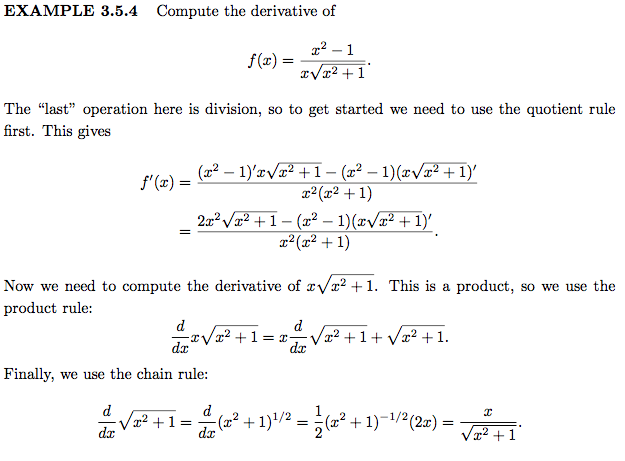 EXAMPLE 3.5.4 Compute the derivative of
f(x) = \frac{x^2 - 1}{x\sqrt{x^2 + 1}}.
The “last” operation here is division, so to get started we need to use the quotient rule
first. This gives
f'(x) = \frac{(x^2 - 1)'x\sqrt{x^2 + 1} - (x^2 - 1)(x\sqrt{x^2 + 1})'}{x^2(x^2 + 1)}
= \frac{2x^2\sqrt{x^2 + 1} - (x^2 - 1)(x\sqrt{x^2 + 1})'}{x^2(x^2 + 1)}.
Now we need to compute the derivative of x\sqrt{x^2 + 1}. This is a product, so we use the
product rule:
\frac{d}{dx}x\sqrt{x^2 + 1} = x\frac{d}{dx}\sqrt{x^2 + 1} + \sqrt{x^2 + 1}.
Finally, we use the chain rule:
\frac{d}{dx}\sqrt{x^2 + 1} = \frac{d}{dx}(x^2 + 1)^{1/2} = \frac{1}{2}(x^2 + 1)^{-1/2}(2x) = \frac{x}{\sqrt{x^2 + 1}}.